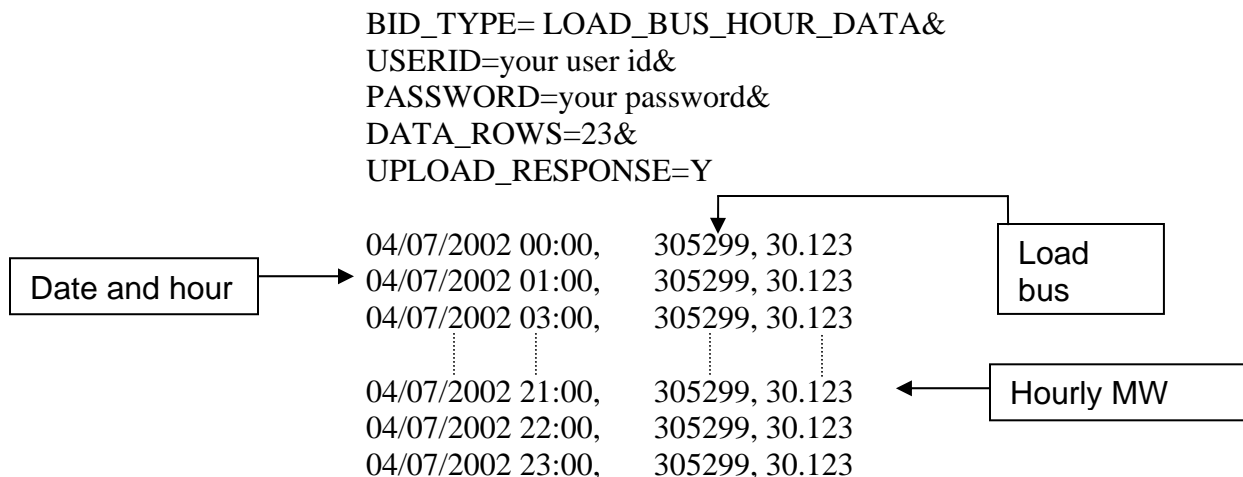 BID_TYPE= LOAD_BUS_HOUR_DATA&
USERID=your user id&
PASSWORD=your password&
DATA_ROWS=23&
UPLOAD_RESPONSE=Y
04/07/2002 00:00, 305299, 30.123
04/07/2002 01:00, 305299, 30.123
04/07/2002 03:00, 305299, 30.123
04/07/2002 21:00, 305299, 30.123
04/07/2002 22:00, 305299, 30.123
04/07/2002 23:00, 305299, 30.123
Date and hour
Load
bus
Hourly MW